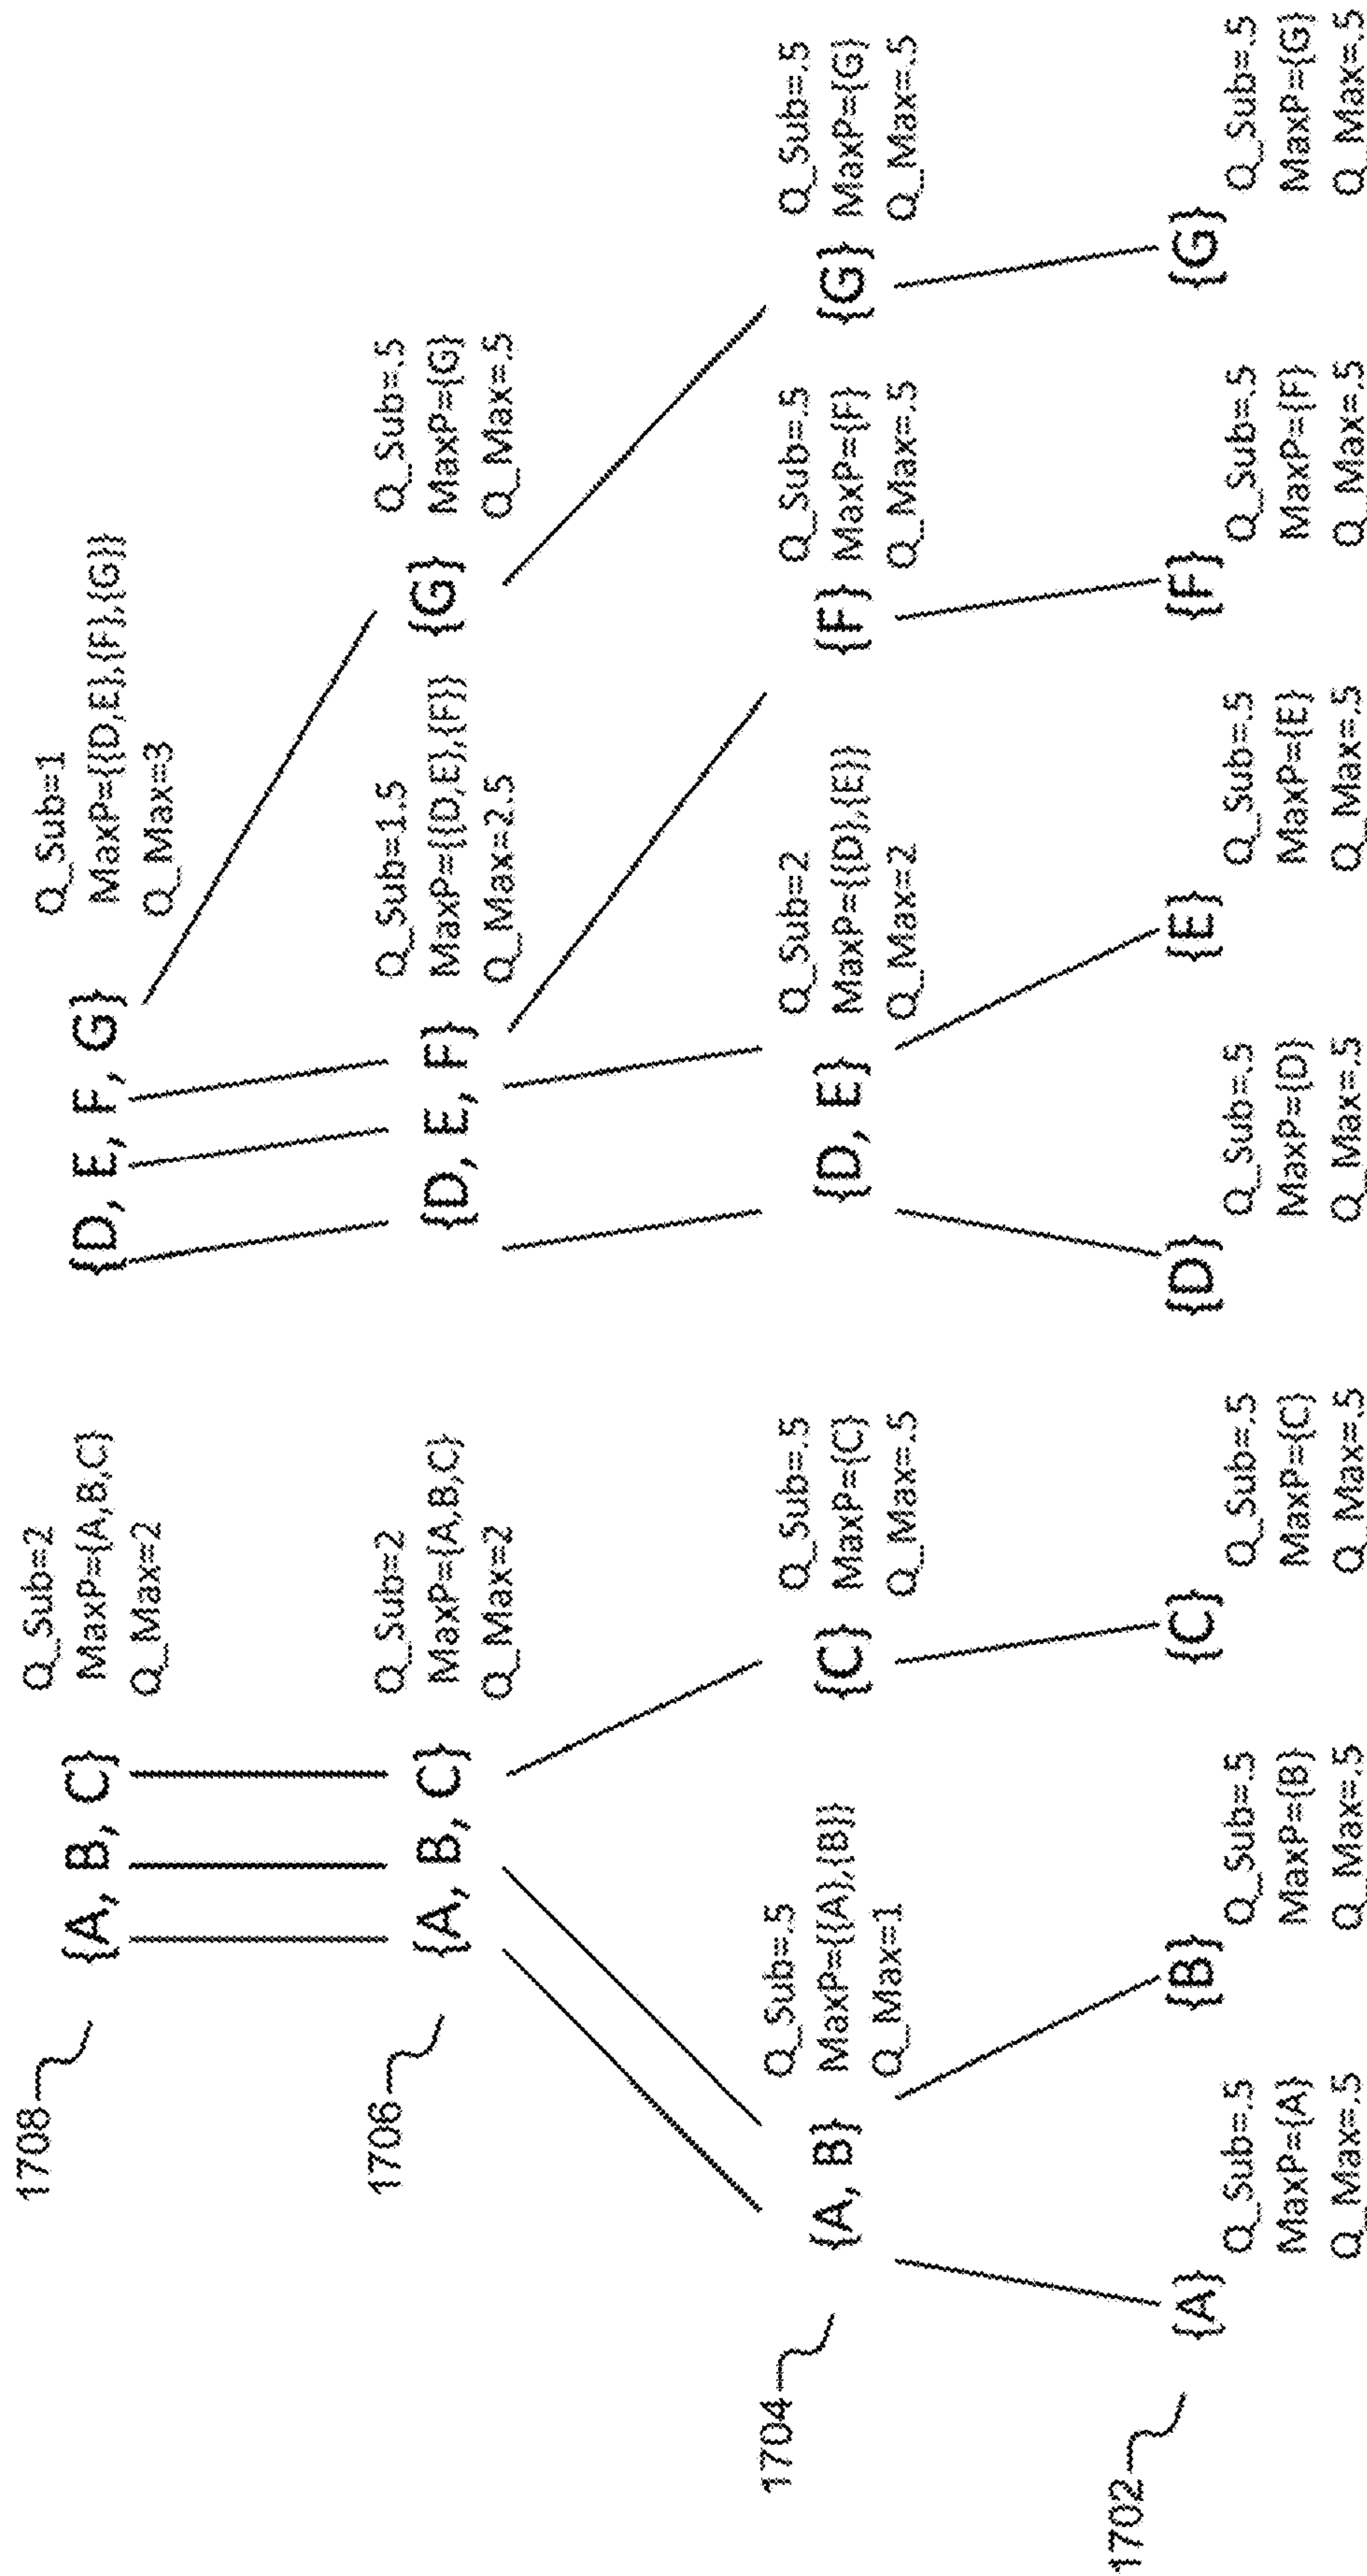 1708
{A, B, C}
Q_Sub=2
MaxP={A,B,C}
Q_Max=2
{D, E, F, G}
Q_Sub=1
MaxP={{D,E},{F},{G}}
Q_Max=3
1706
{A, B, C}
Q_Sub=2
MaxP={A,B,C}
Q_Max=2
{D, E, F}
Q_Sub=1.5
MaxP={{D,E},{F}}
Q_Max=2.5
{G}
Q_Sub=.5
MaxP={G}
Q_Max=.5
1704
{A, B}
Q_Sub=.5
MaxP={{A},{B}}
Q_Max=1
{C}
Q_Sub=.5
MaxP={C}
Q_Max=.5
{D, E}
Q_Sub=2
MaxP={{D},{E}}
Q_Max=2
{F}
Q_Sub=.5
MaxP={F}
Q_Max=.5
{G}
Q_Sub=.5
MaxP={G}
Q_Max=.5
1702
{A}
Q_Sub=.5
MaxP={A}
Q_Max=.5
{B}
Q_Sub=.5
MaxP={B}
Q_Max=.5
{C}
Q_Sub=.5
MaxP={C}
Q_Max=.5
{D}
Q_Sub=.5
MaxP={D}
Q_Max=.5
{E}
Q_Sub=.5
MaxP={E}
Q_Max=.5
{F}
Q_Sub=.5
MaxP={F}
Q_Max=.5
{G}
Q_Sub=.5
MaxP={G}
Q_Max=.5